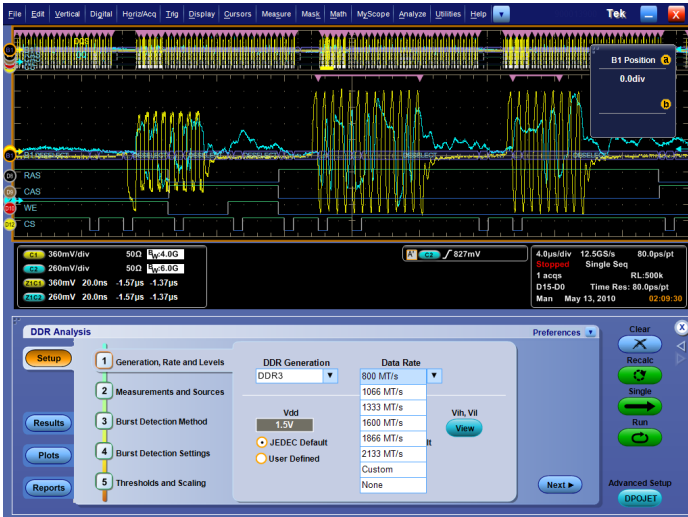 File Edit Vertical Digital Horiz/Acq Trig Display Cursors Measure Mask Math MyScope Analyze Utilities Help Tek X
B1 Position a
0.0div
b
B1
D8 RAS
D9 CAS
D10 WE
D12 CS
C1 360mV/div 50Ω BW:4.0G
C2 260mV/div 50Ω BW:6.0G
Z1C1 360mV 20.0ns -1.57µs -1.37µs
Z1C2 260mV 20.0ns -1.57µs -1.37µs
A' C2 827mV
4.0µs/div 12.5GS/s 80.0ps/pt
Stopped Single Seq
1 acqs RL:500k
D15-D0 Time Res: 80.0ps/pt
Man May 13, 2010 02:09:30
DDR Analysis
Preferences
Clear
X
Setup
1 Generation, Rate and Levels
DDR Generation
Data Rate
DDR3
800 MT/s
1066 MT/s
1333 MT/s
1600 MT/s
1866 MT/s
2133 MT/s
Custom
None
Recalc
2 Measurements and Sources
Single
Results
3 Burst Detection Method
Vdd
1.5V
Vih, Vil
View
Run
JEDEC Default
lt
User Defined
Plots
4 Burst Detection Settings
Reports
5 Thresholds and Scaling
Next
Advanced Setup
DPOJET